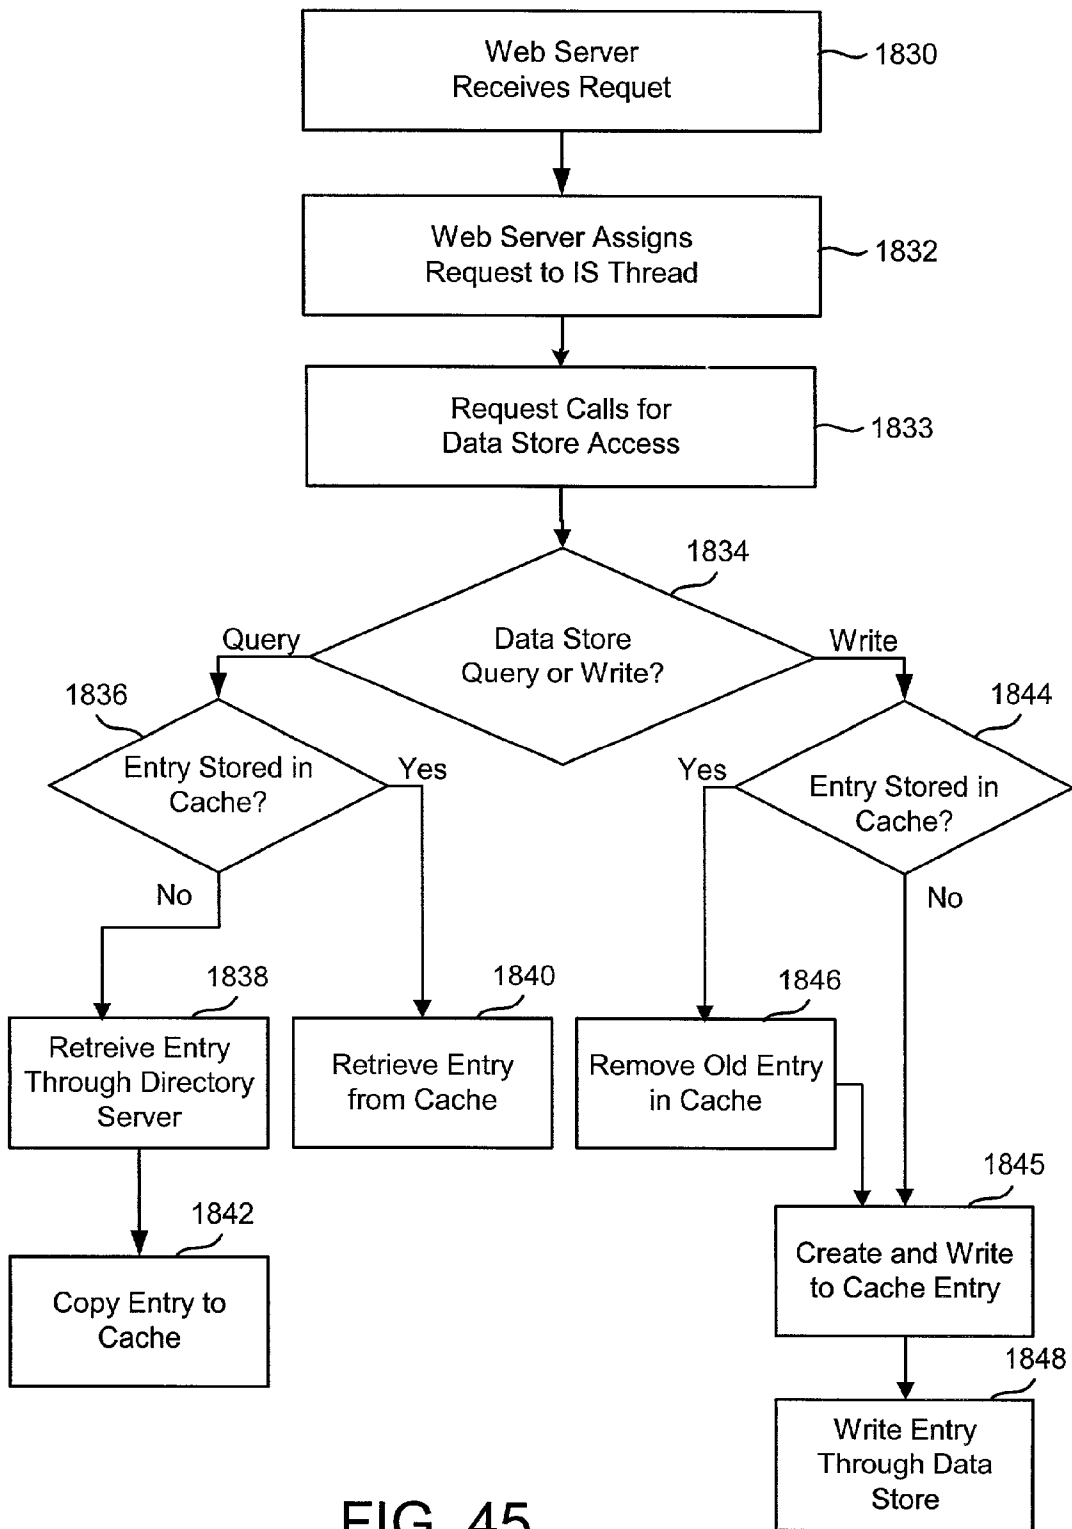 Web Server
Receives Requet
1830
Web Server Assigns
Request to IS Thread
1832
Request Calls for
Data Store Access
1833
1834
Data Store
Query or Write?
Query
Write
1836
Entry Stored in
Cache?
Yes
No
1844
Entry Stored in
Cache?
Yes
No
1838
Retreive Entry
Through Directory
Server
1840
Retrieve Entry
from Cache
1846
Remove Old Entry
in Cache
1842
Copy Entry to
Cache
1845
Create and Write
to Cache Entry
1848
Write Entry
Through Data
Store
FIG. 45